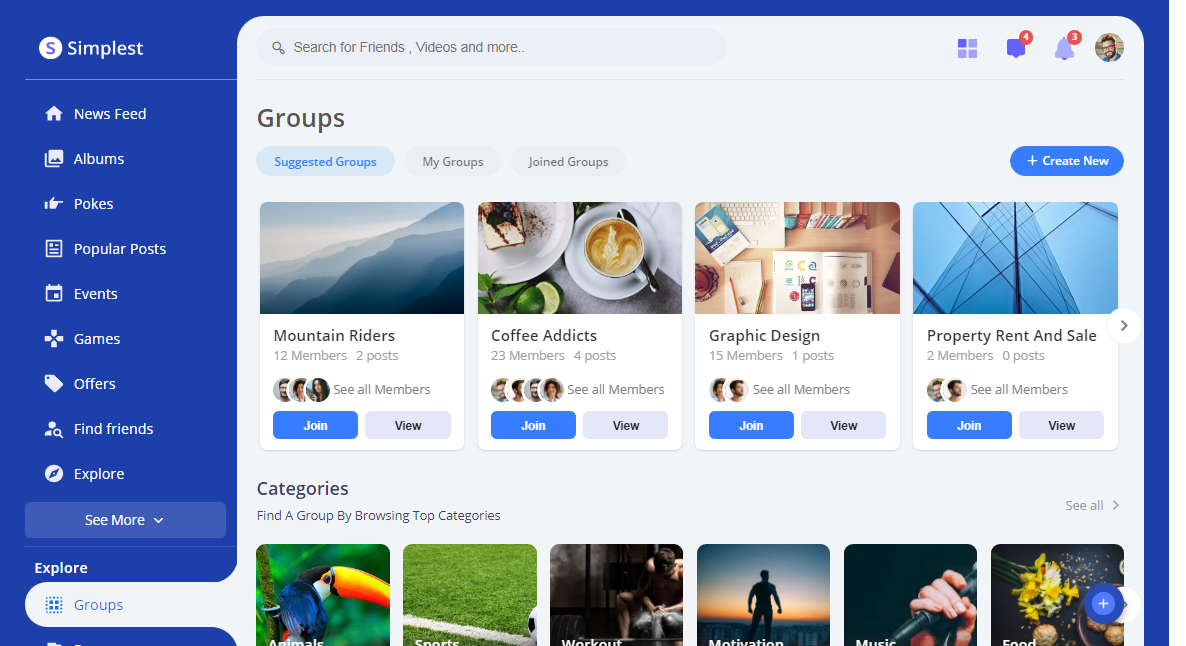 S Simplest
Search for Friends , Videos and more..
4
3
News Feed
Albums
Pokes
Popular Posts
Events
Games
Offers
Find friends
Explore
See More
Explore
Groups
Groups
Suggested Groups
My Groups
Joined Groups
+ Create New
Mountain Riders
12 Members 2 posts
See all Members
Join View
Coffee Addicts
23 Members 4 posts
See all Members
Join View
Graphic Design
15 Members 1 posts
See all Members
Join View
Property Rent And Sale
2 Members 0 posts
See all Members
Join View
Categories
Find A Group By Browsing Top Categories
See all
Animals
Sports
Workout
Motivation
Music
Food